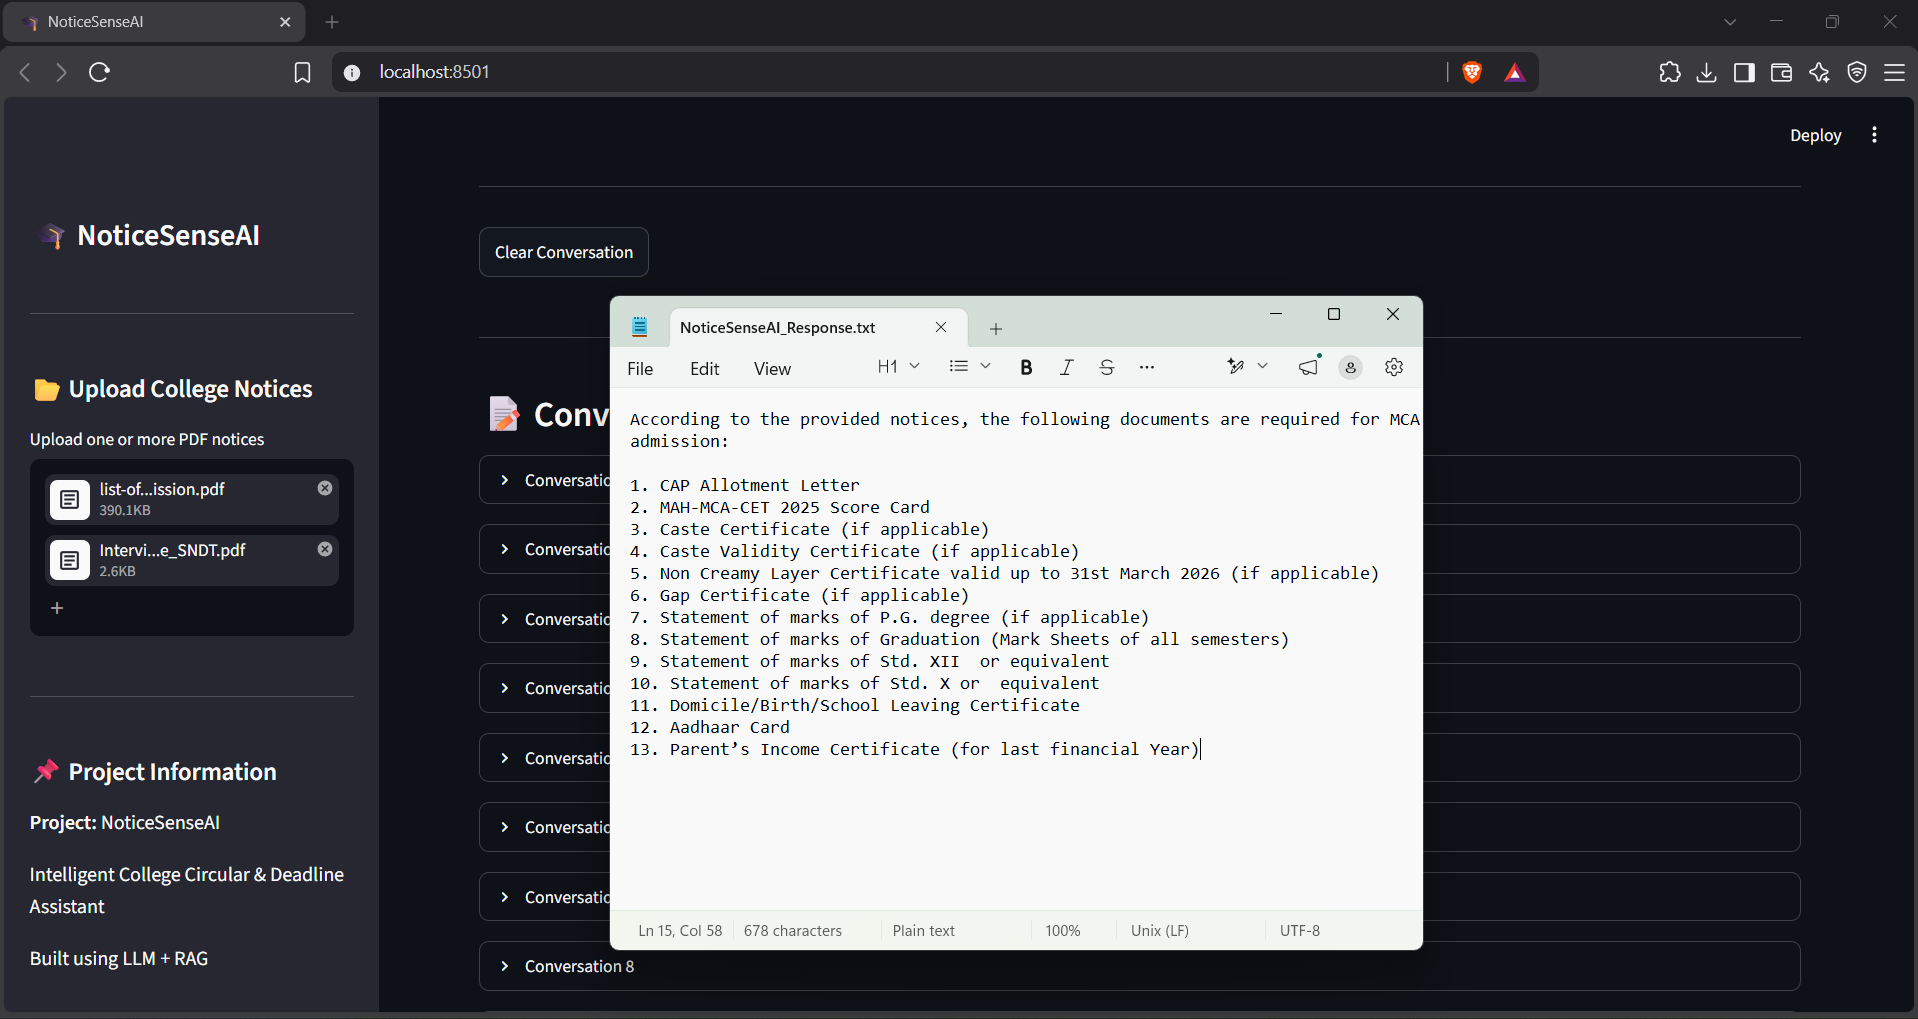 NoticeSenseAI
localhost:8501
Deploy
NoticeSenseAI
Upload College Notices
Upload one or more PDF notices
list-of...ission.pdf
390.1KB
Intervi...e_SNDT.pdf
2.6KB
Project Information
Project: NoticeSenseAI
Intelligent College Circular & Deadline
Assistant
Built using LLM + RAG
Clear Conversation
Conv
Conversatio
Conversatio
Conversatio
Conversatio
Conversatio
Conversatio
Conversatio
Conversation 8
NoticeSenseAI_Response.txt
File Edit View H1
According to the provided notices, the following documents are required for MCA
admission:
1. CAP Allotment Letter
2. MAH-MCA-CET 2025 Score Card
3. Caste Certificate (if applicable)
4. Caste Validity Certificate (if applicable)
5. Non Creamy Layer Certificate valid up to 31st March 2026 (if applicable)
6. Gap Certificate (if applicable)
7. Statement of marks of P.G. degree (if applicable)
8. Statement of marks of Graduation (Mark Sheets of all semesters)
9. Statement of marks of Std. XII  or equivalent
10. Statement of marks of Std. X or  equivalent
11. Domicile/Birth/School Leaving Certificate
12. Aadhaar Card
13. Parent’s Income Certificate (for last financial Year)
Ln 15, Col 58 678 characters Plain text 100% Unix (LF) UTF-8